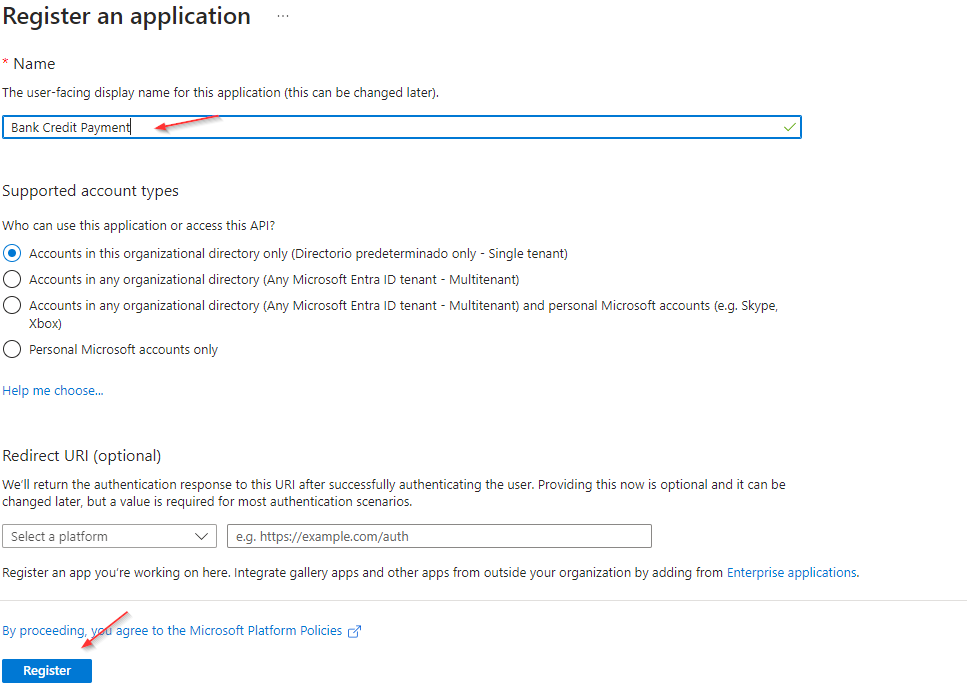 Register an application ...
* Name
The user-facing display name for this application (this can be changed later).
Bank Credit Payment
Supported account types
Who can use this application or access this API?
Accounts in this organizational directory only (Directorio predeterminado only - Single tenant)
Accounts in any organizational directory (Any Microsoft Entra ID tenant - Multitenant)
Accounts in any organizational directory (Any Microsoft Entra ID tenant - Multitenant) and personal Microsoft accounts (e.g. Skype,
Xbox)
Personal Microsoft accounts only
Help me choose...
Redirect URI (optional)
We'll return the authentication response to this URI after successfully authenticating the user. Providing this now is optional and it can be
changed later, but a value is required for most authentication scenarios.
Select a platform e.g. https://example.com/auth
Register an app you're working on here. Integrate gallery apps and other apps from outside your organization by adding from Enterprise applications.
By proceeding, you agree to the Microsoft Platform Policies
Register